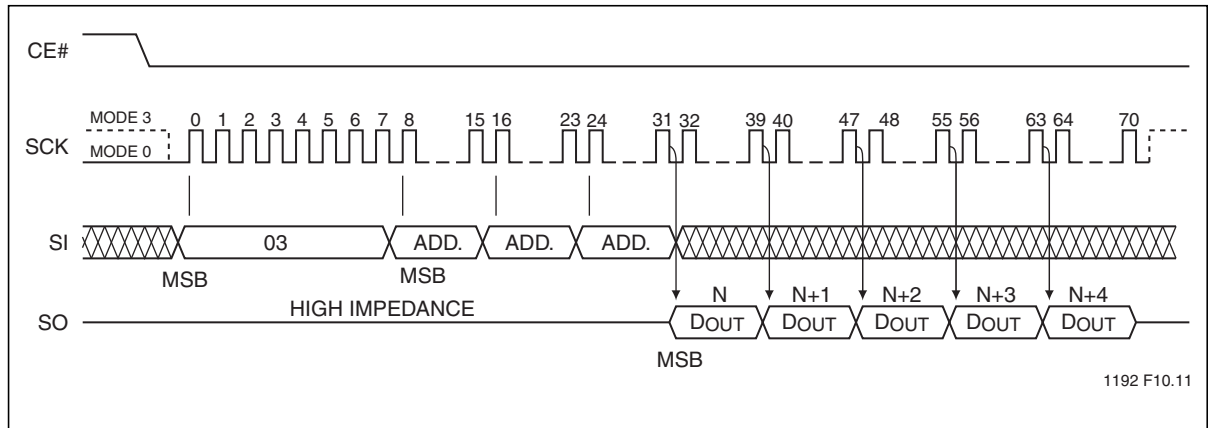 CE#
MODE 3
0 1 2 3 4 5 6 7 8 15 16 23 24 31 32 39 40 47 48 55 56 63 64 70
SCK
MODE 0
SI
03 ADD. ADD. ADD.
MSB MSB
HIGH IMPEDANCE
N N+1 N+2 N+3 N+4
SO
DOUT DOUT DOUT DOUT DOUT
MSB
1192 F10.11